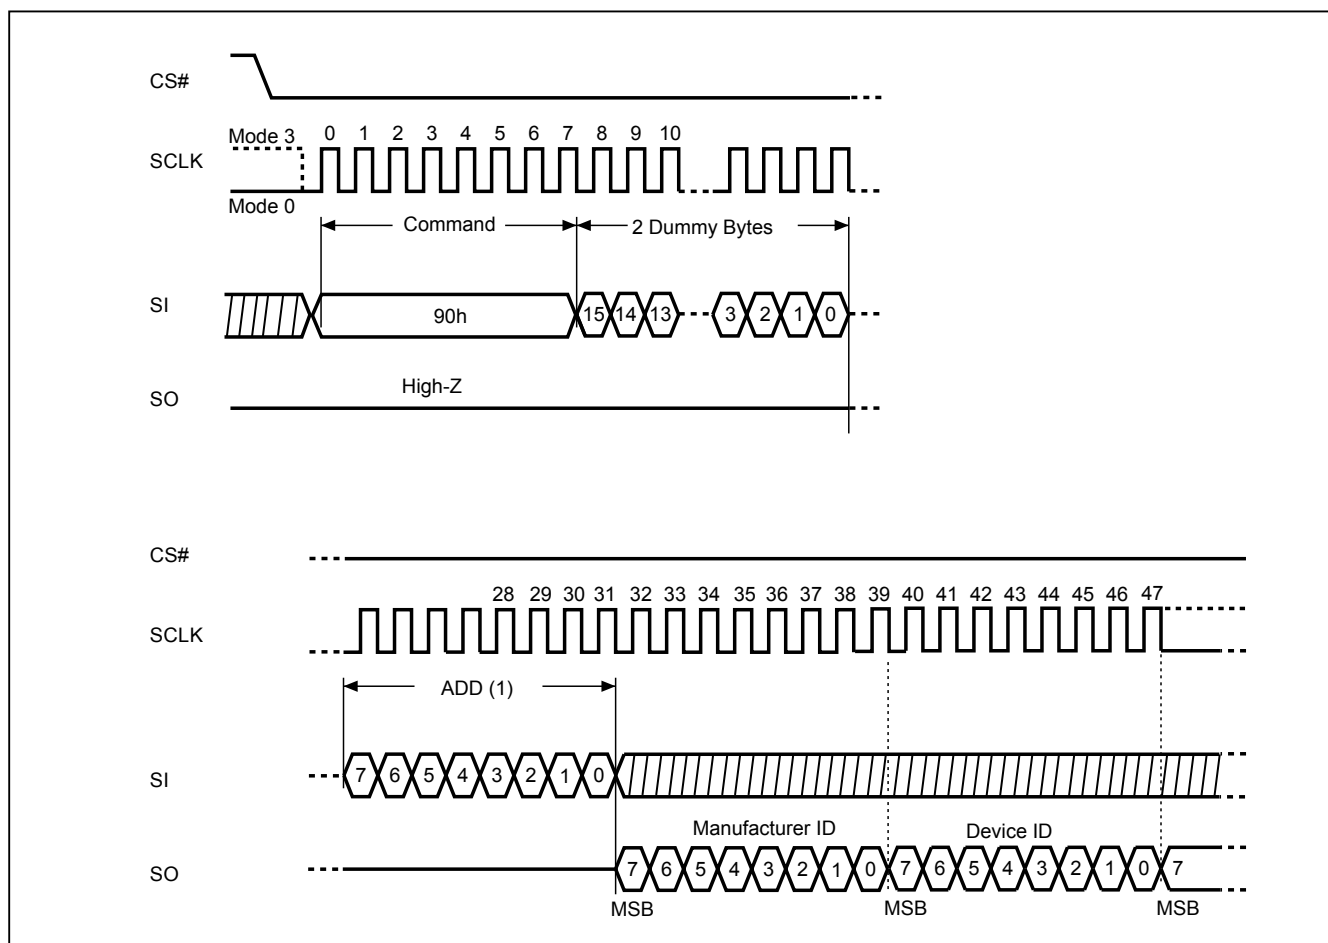 CS#
Mode 3 0 1 2 3 4 5 6 7 8 9 10
SCLK
Mode 0
Command 2 Dummy Bytes
SI 90h 15 14 13 3 2 1 0
High-Z
SO
CS#
28 29 30 31 32 33 34 35 36 37 38 39 40 41 42 43 44 45 46 47
SCLK
ADD (1)
SI 7 6 5 4 3 2 1 0
Manufacturer ID Device ID
SO 7 6 5 4 3 2 1 0 7 6 5 4 3 2 1 0 7
MSB MSB MSB